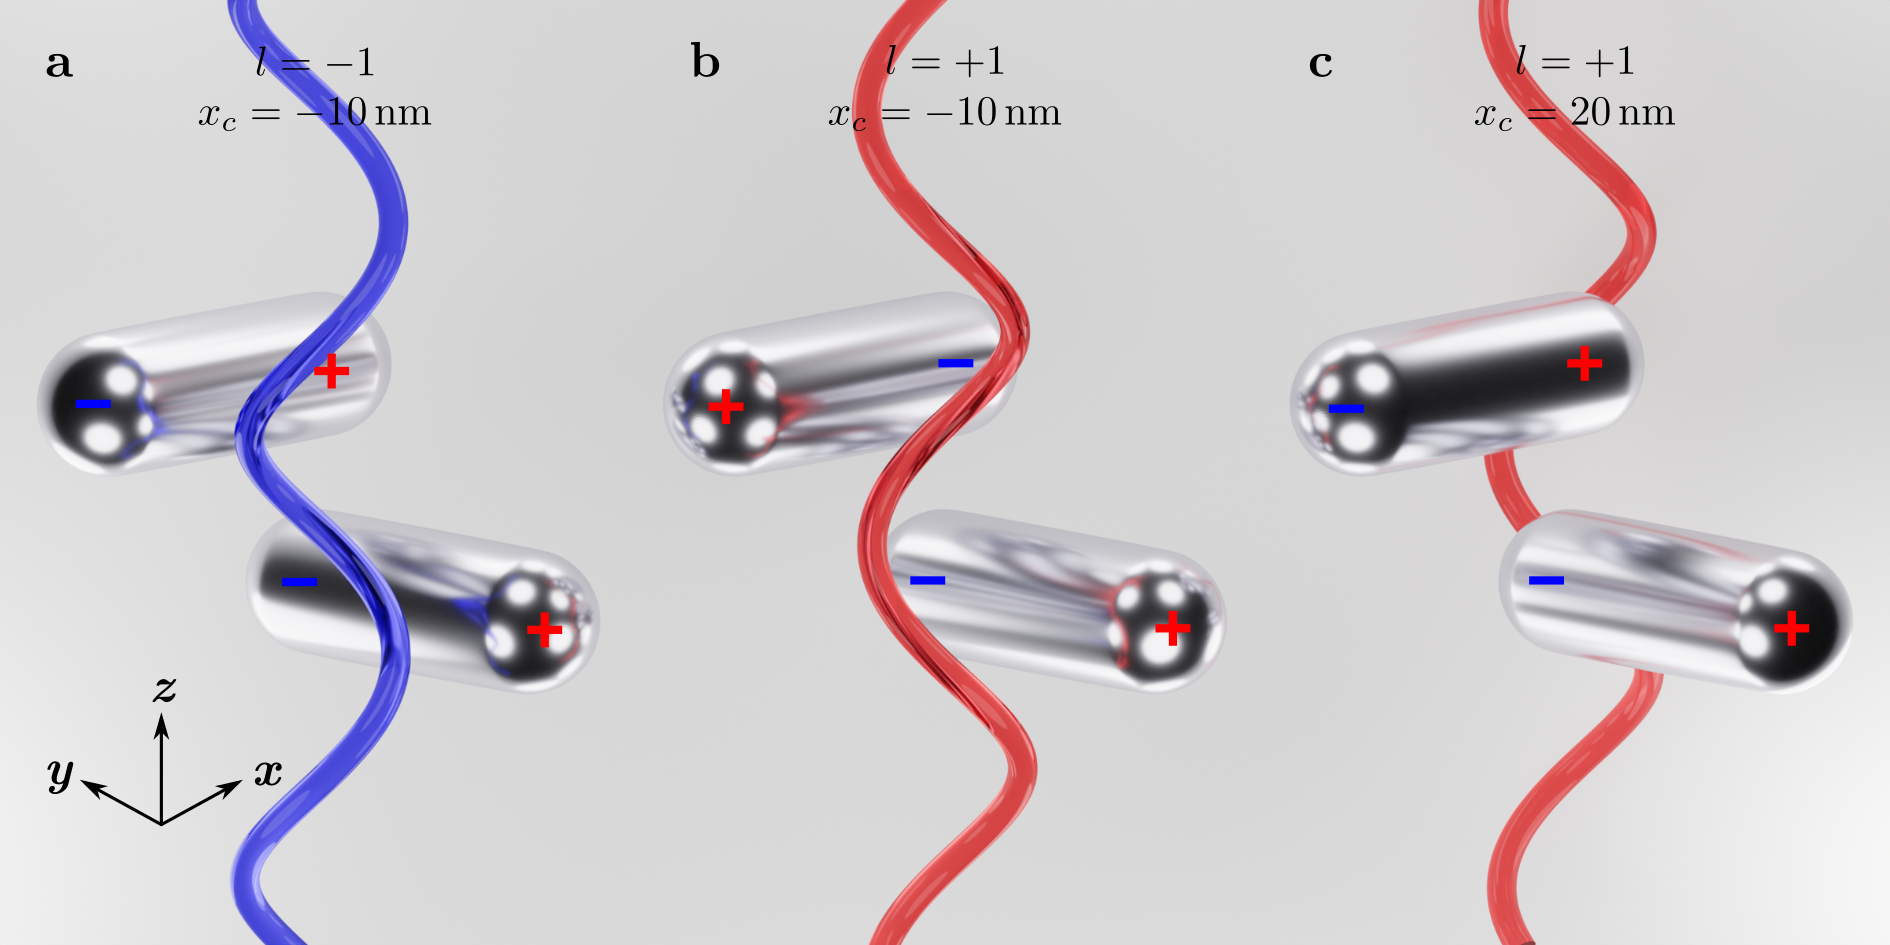 a
l = −1
x_c = −10 nm
b
l = +1
x_c = −10 nm
c
l = +1
x_c = 20 nm
− +
− +
+ −
− +
− +
− +
z
y x